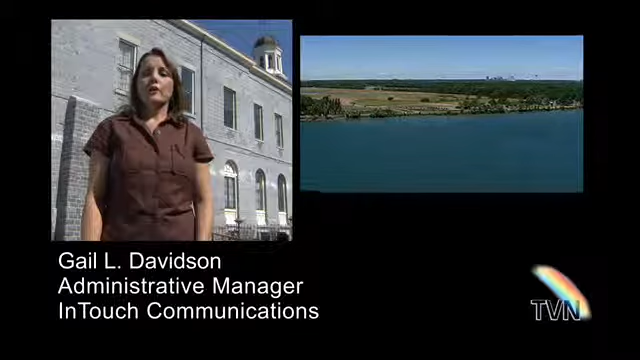 Gail L. Davidson
Administrative Manager
InTouch Communications
TVN